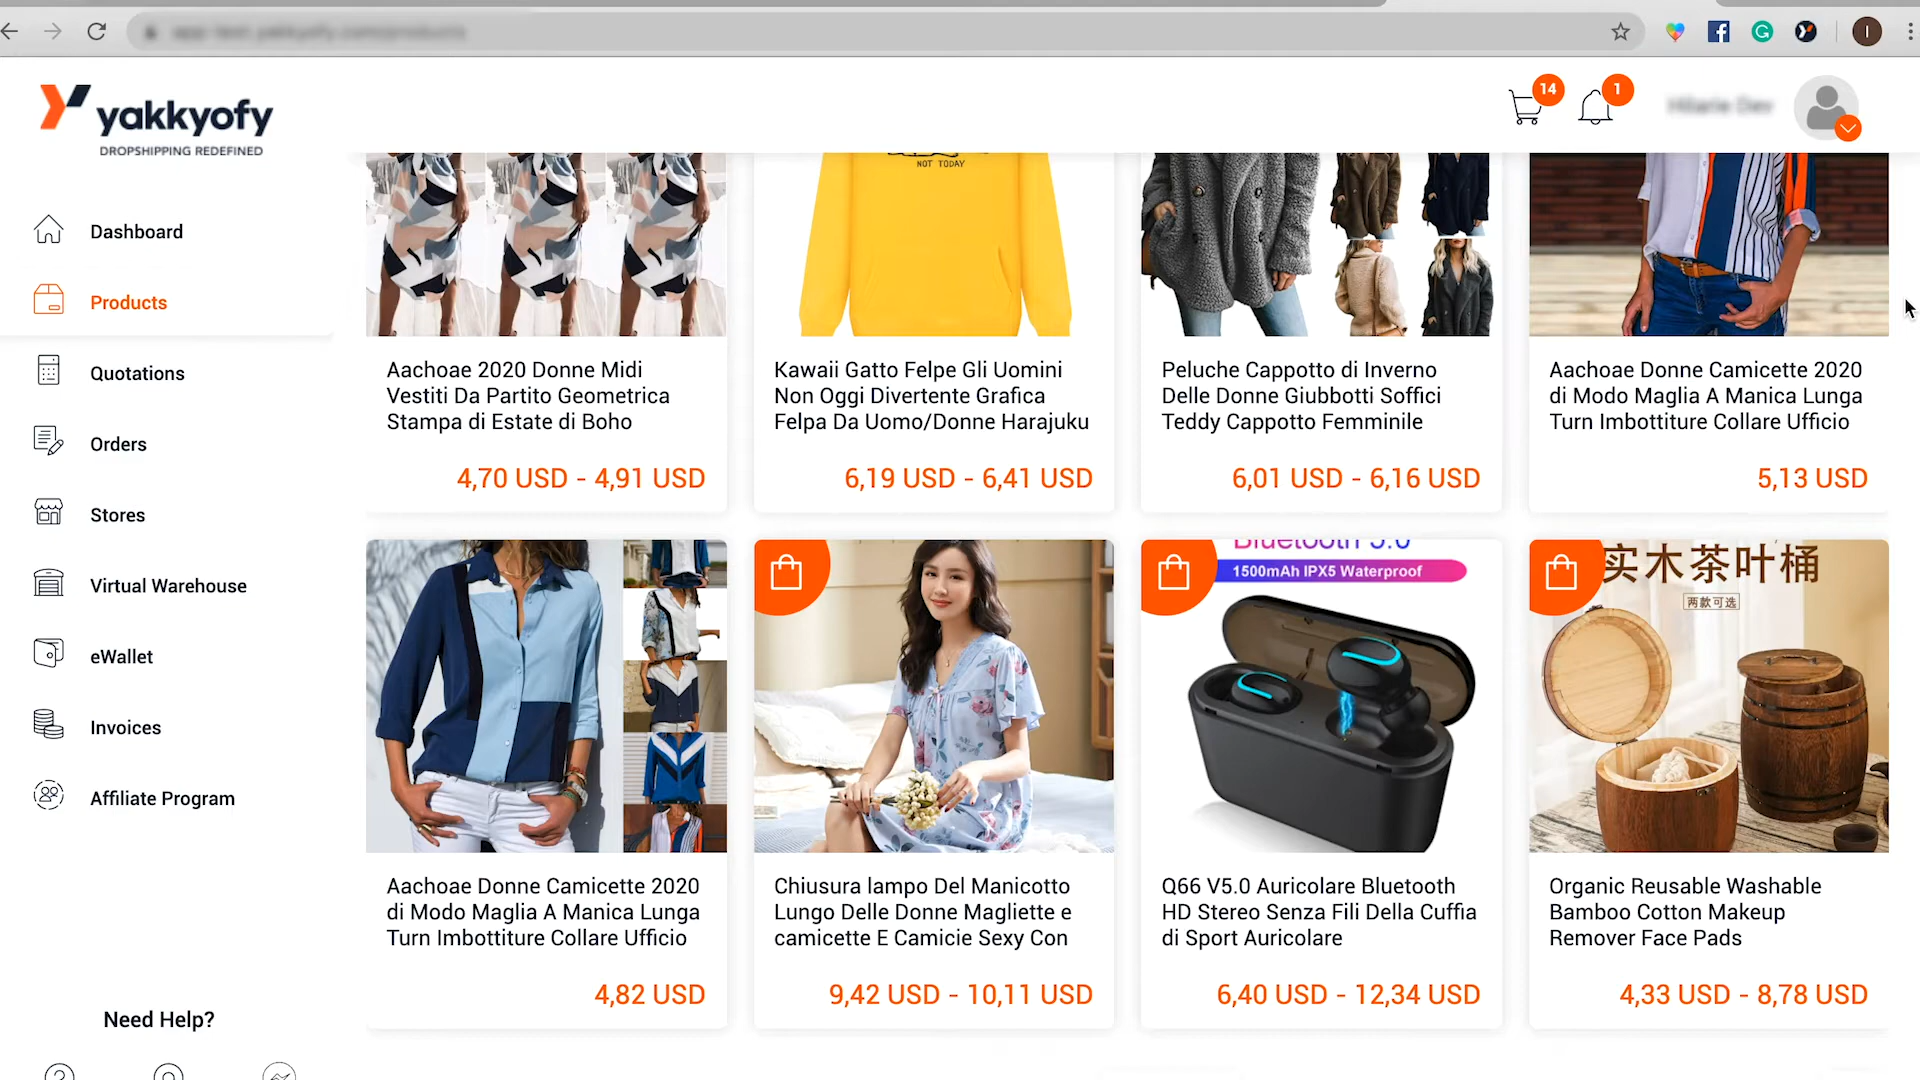 yakkyofy
DROPSHIPPING REDEFINED
14
1
Dashboard
Products
Quotations
Orders
Stores
Virtual Warehouse
eWallet
Invoices
Affiliate Program
Need Help?
NOT TODAY
Aachoae 2020 Donne Midi
Vestiti Da Partito Geometrica
Stampa di Estate di Boho
4,70 USD - 4,91 USD
Kawaii Gatto Felpe Gli Uomini
Non Oggi Divertente Grafica
Felpa Da Uomo/Donne Harajuku
6,19 USD - 6,41 USD
Peluche Cappotto di Inverno
Delle Donne Giubbotti Soffici
Teddy Cappotto Femminile
6,01 USD - 6,16 USD
Aachoae Donne Camicette 2020
di Modo Maglia A Manica Lunga
Turn Imbottiture Collare Ufficio
5,13 USD
Aachoae Donne Camicette 2020
di Modo Maglia A Manica Lunga
Turn Imbottiture Collare Ufficio
4,82 USD
Chiusura lampo Del Manicotto
Lungo Delle Donne Magliette e
camicette E Camicie Sexy Con
9,42 USD - 10,11 USD
Bluetooth 5.0
1500mAh IPX5 Waterproof
Q66 V5.0 Auricolare Bluetooth
HD Stereo Senza Fili Della Cuffia
di Sport Auricolare
6,40 USD - 12,34 USD
实木茶叶桶
两款可选
Organic Reusable Washable
Bamboo Cotton Makeup
Remover Face Pads
4,33 USD - 8,78 USD